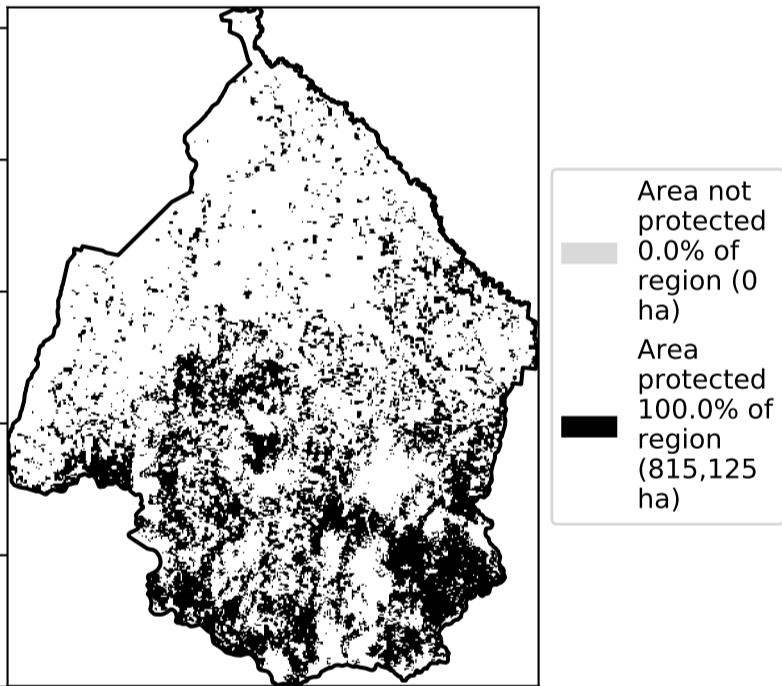 Area not
protected
0.0% of
region (0
ha)
Area
protected
100.0% of
region
(815,125
ha)